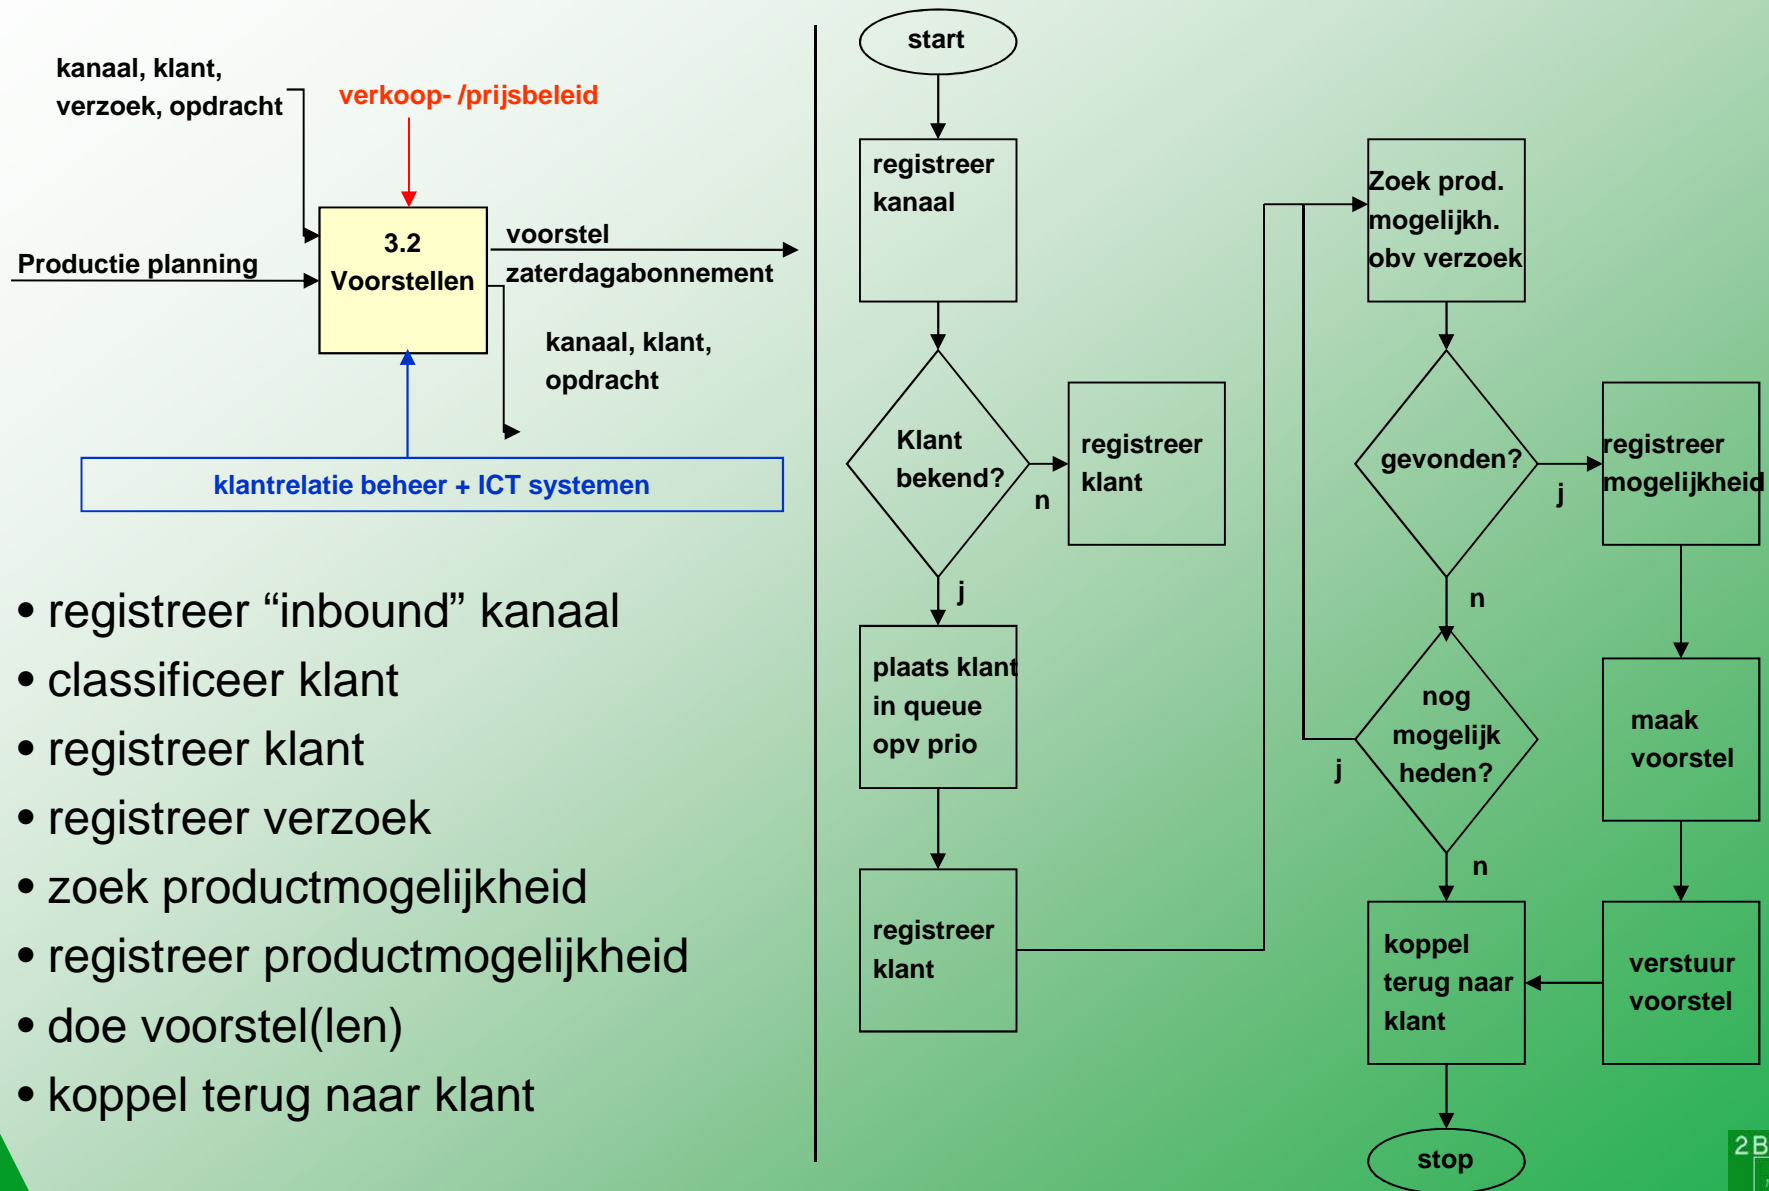 kanaal, klant,
verzoek, opdracht
verkoop- /prijsbeleid
Productie planning
3.2
Voorstellen
voorstel
zaterdagabonnement
kanaal, klant,
opdracht
klantrelatie beheer + ICT systemen
• registreer “inbound” kanaal
• classificeer klant
• registreer klant
• registreer verzoek
• zoek productmogelijkheid
• registreer productmogelijkheid
• doe voorstel(len)
• koppel terug naar klant
start
registreer
kanaal
Klant
bekend?
n
registreer
klant
j
plaats klant
in queue
opv prio
registreer
klant
Zoek prod.
mogelijkh.
obv verzoek
gevonden?
j
registreer
mogelijkheid
n
nog
mogelijk
heden?
j
maak
voorstel
n
koppel
terug naar
klant
verstuur
voorstel
stop
2B